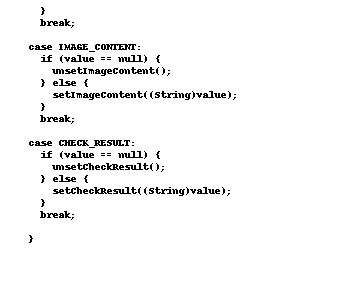 }
break;
case IMAGE_CONTENT:
if (value == null) {
unsetImageContent();
} else {
setImageContent((String)value);
}
break;
case CHECK_RESULT:
if (value == null) {
unsetCheckResult();
} else {
setCheckResult((String)value);
}
break;
}